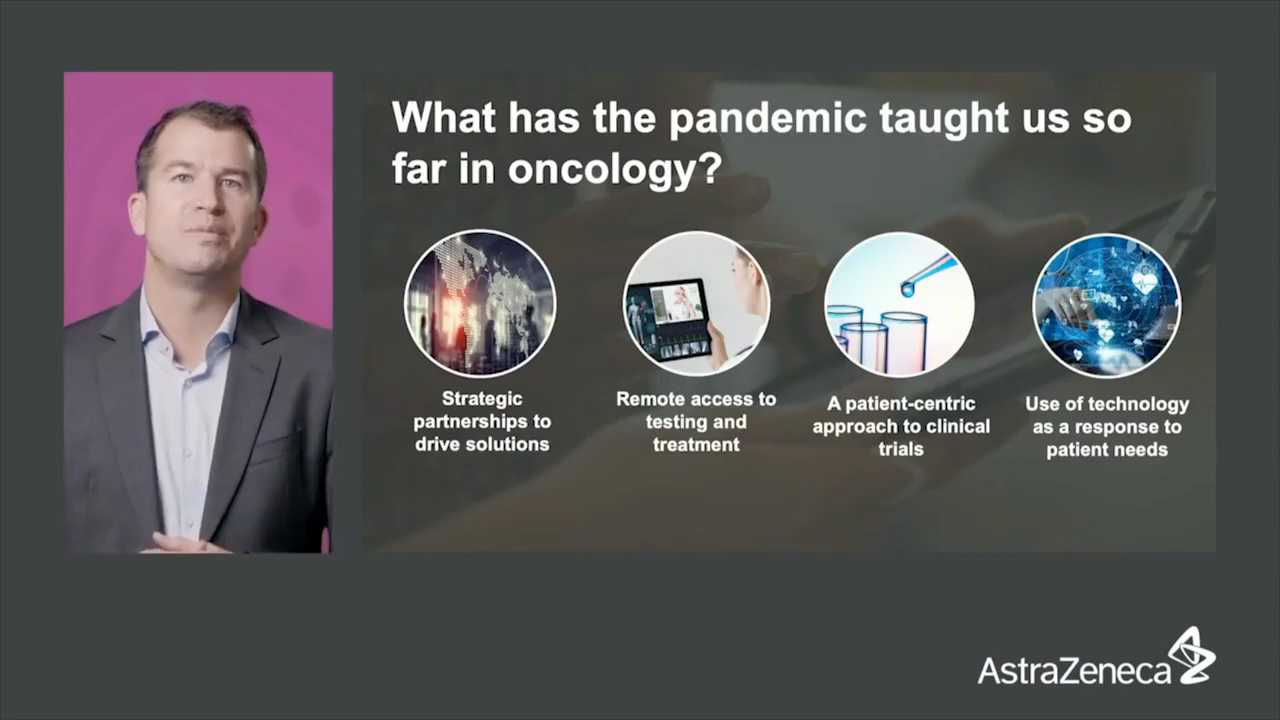 What has the pandemic taught us so
far in oncology?
Strategic
partnerships to
drive solutions
Remote access to
testing and
treatment
A patient-centric
approach to clinical
trials
Use of technology
as a response to
patient needs
AstraZeneca